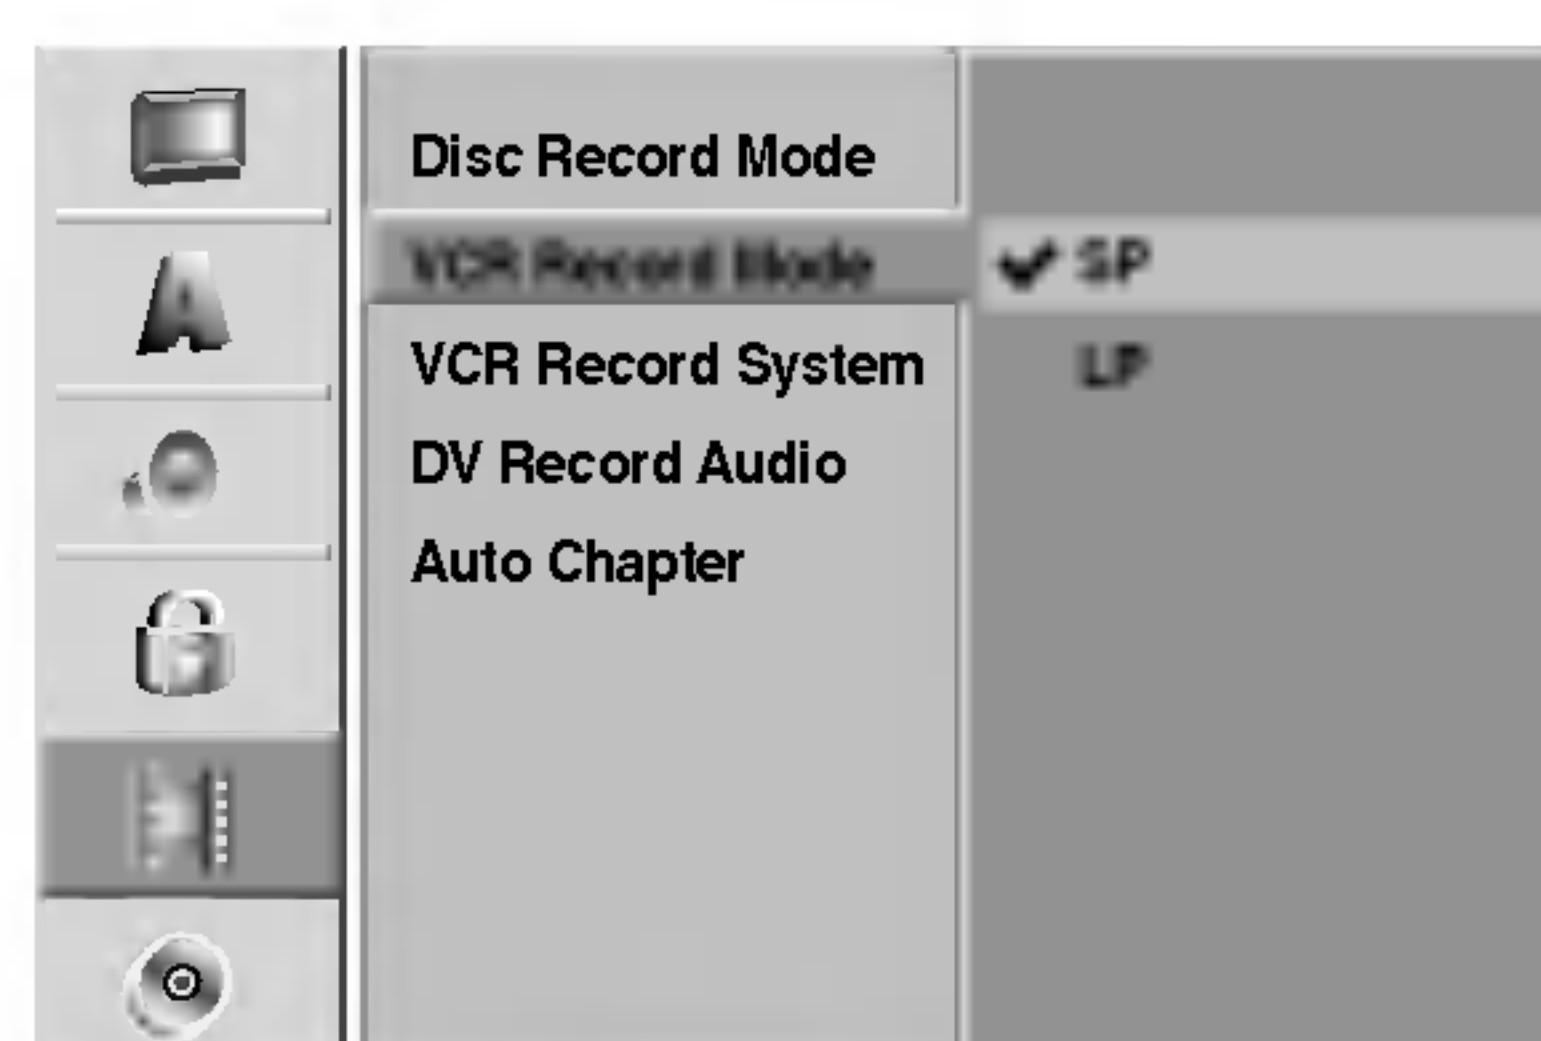 Disc Record Mode
VCR Record Mode
SP
VCR Record System
LP
DV Record Audio
Auto Chapter